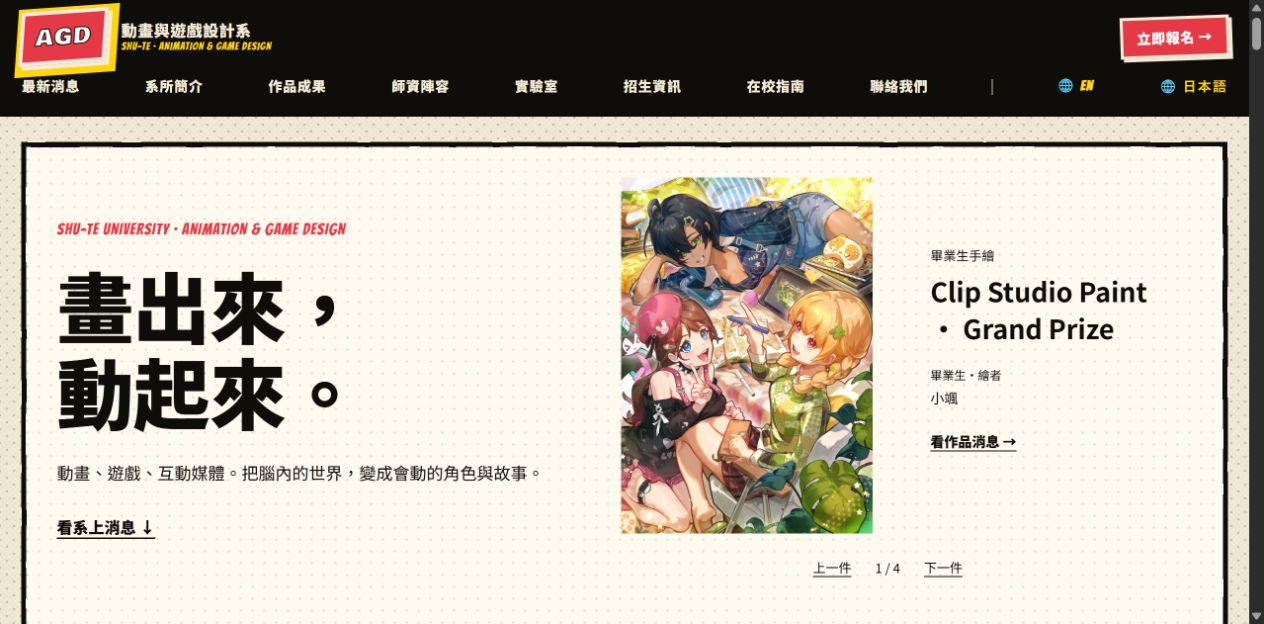 AGD
動畫與遊戲設計系
SHU-TE · ANIMATION & GAME DESIGN
立即報名 →
最新消息 系所簡介 作品成果 師資陣容 實驗室 招生資訊 在校指南 聯絡我們 | 🌐 EN 🌐 日本語
SHU-TE UNIVERSITY · ANIMATION & GAME DESIGN
畫出來，
動起來。
動畫、遊戲、互動媒體。把腦內的世界，變成會動的角色與故事。
看系上消息 ↓
畢業生手繪
Clip Studio Paint
・ Grand Prize
畢業生・繪者
小颯
看作品消息 →
上一件 1 / 4 下一件